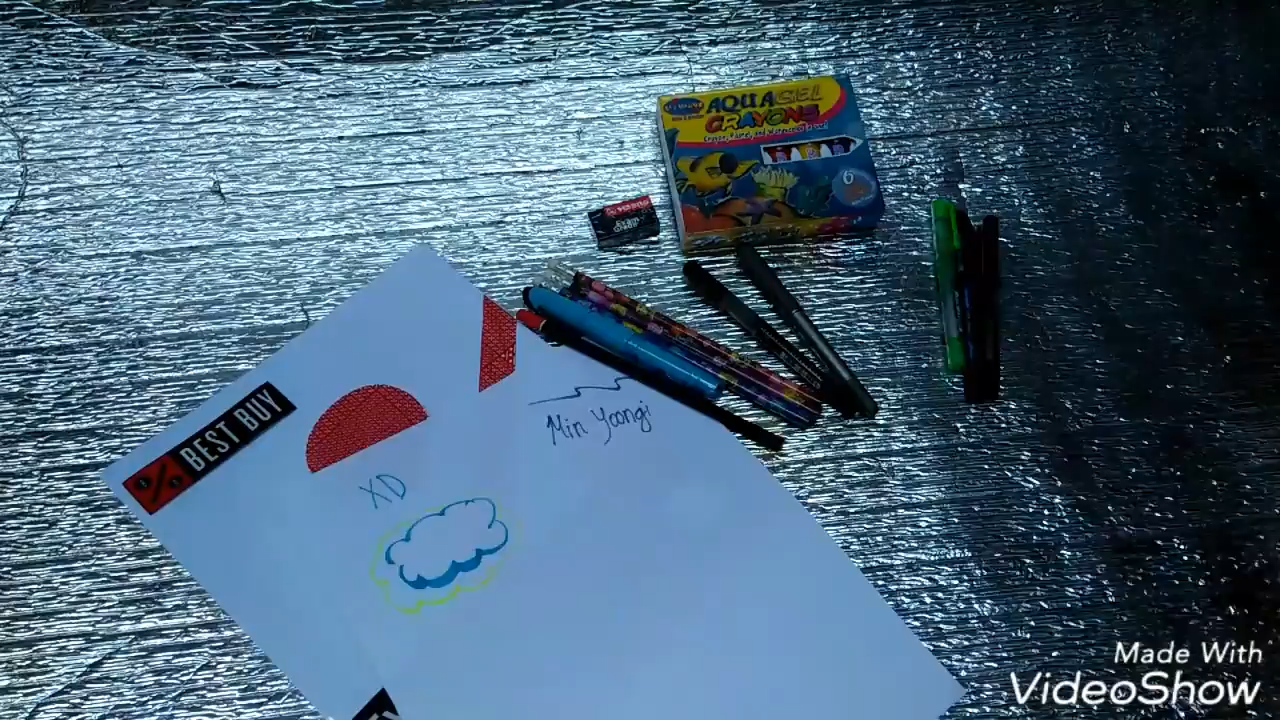 AQUAGEL
CRAYONS
6
% BEST BUY
Min Yoongi
XD
Made With
VideoShow